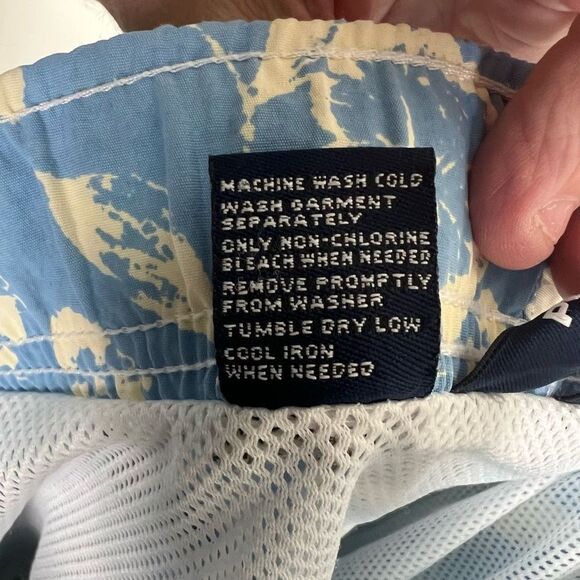 MACHINE WASH COLD
WASH GARMENT
SEPARATELY
ONLY NON-CHLORINE
BLEACH WHEN NEEDED
REMOVE PROMPTLY
FROM WASHER
TUMBLE DRY LOW
COOL IRON
WHEN NEEDED